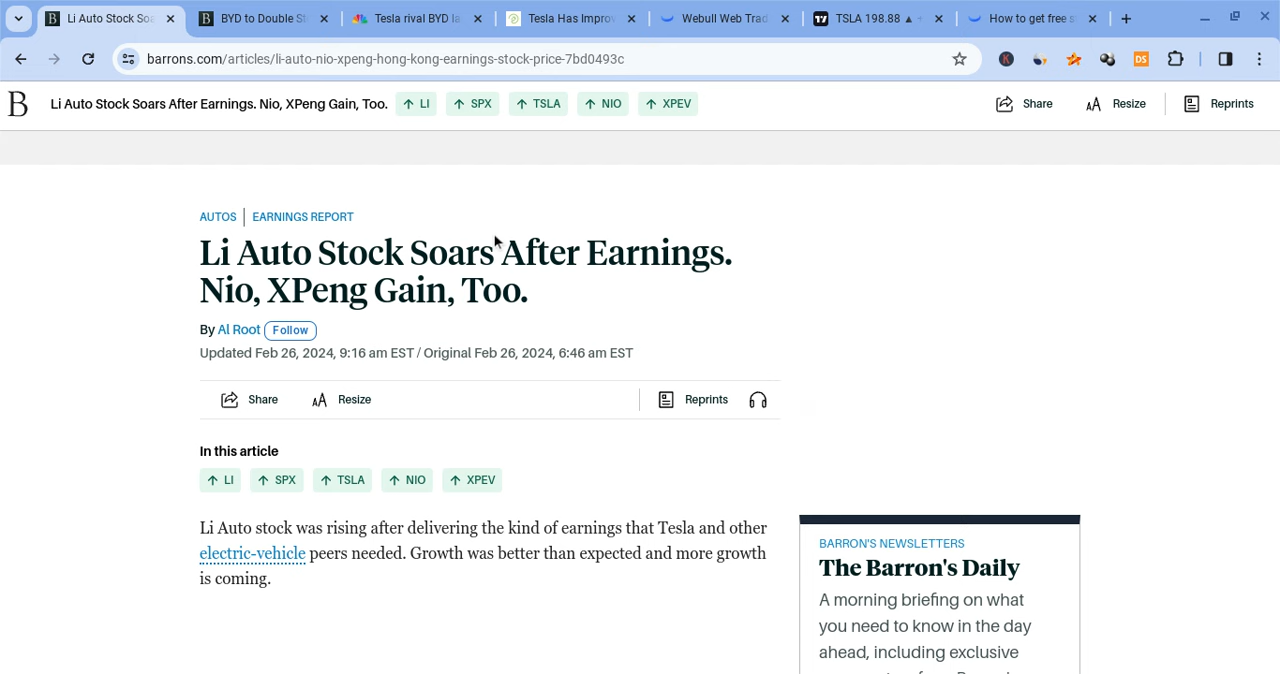 Li Auto Stock Soa
BYD to Double S
Tesla rival BYD la
Tesla Has Improv
Webull Web Trad
TSLA 198.88 ▲
How to get free s
barrons.com/articles/li-auto-nio-xpeng-hong-kong-earnings-stock-price-7bd0493c
B Li Auto Stock Soars After Earnings. Nio, XPeng Gain, Too. ↑ LI ↑ SPX ↑ TSLA ↑ NIO ↑ XPEV Share AA Resize Reprints
AUTOS | EARNINGS REPORT
Li Auto Stock Soars After Earnings.
Nio, XPeng Gain, Too.
By Al Root Follow
Updated Feb 26, 2024, 9:16 am EST / Original Feb 26, 2024, 6:46 am EST
Share AA Resize Reprints
In this article
↑ LI ↑ SPX ↑ TSLA ↑ NIO ↑ XPEV
Li Auto stock was rising after delivering the kind of earnings that Tesla and other
electric-vehicle peers needed. Growth was better than expected and more growth
is coming.
BARRON'S NEWSLETTERS
The Barron's Daily
A morning briefing on what
you need to know in the day
ahead, including exclusive